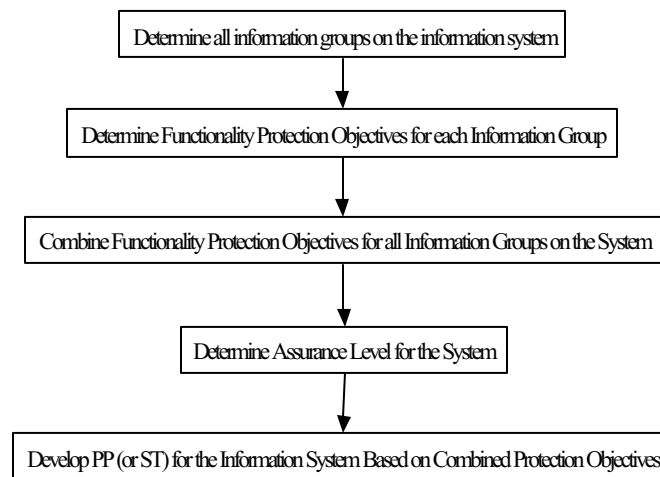 Determine all information groups on the information system
Determine Functionality Protection Objectives for each Information Group
Combine Functionality Protection Objectives for all Information Groups on the System
Determine Assurance Level for the System
Develop PP (or ST) for the Information System Based on Combined Protection Objectives